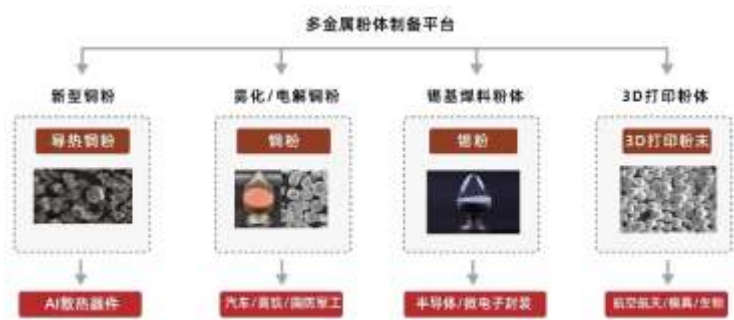 多金属粉体制备平台
新型铜粉
雾化/电解铜粉
锡基焊料粉体
3D打印粉体
导热铜粉
铜粉
锡粉
3D打印粉末
AI散热器件
汽车/高铁/国防军工
半导体/微电子封装
航空航天/模具/生物